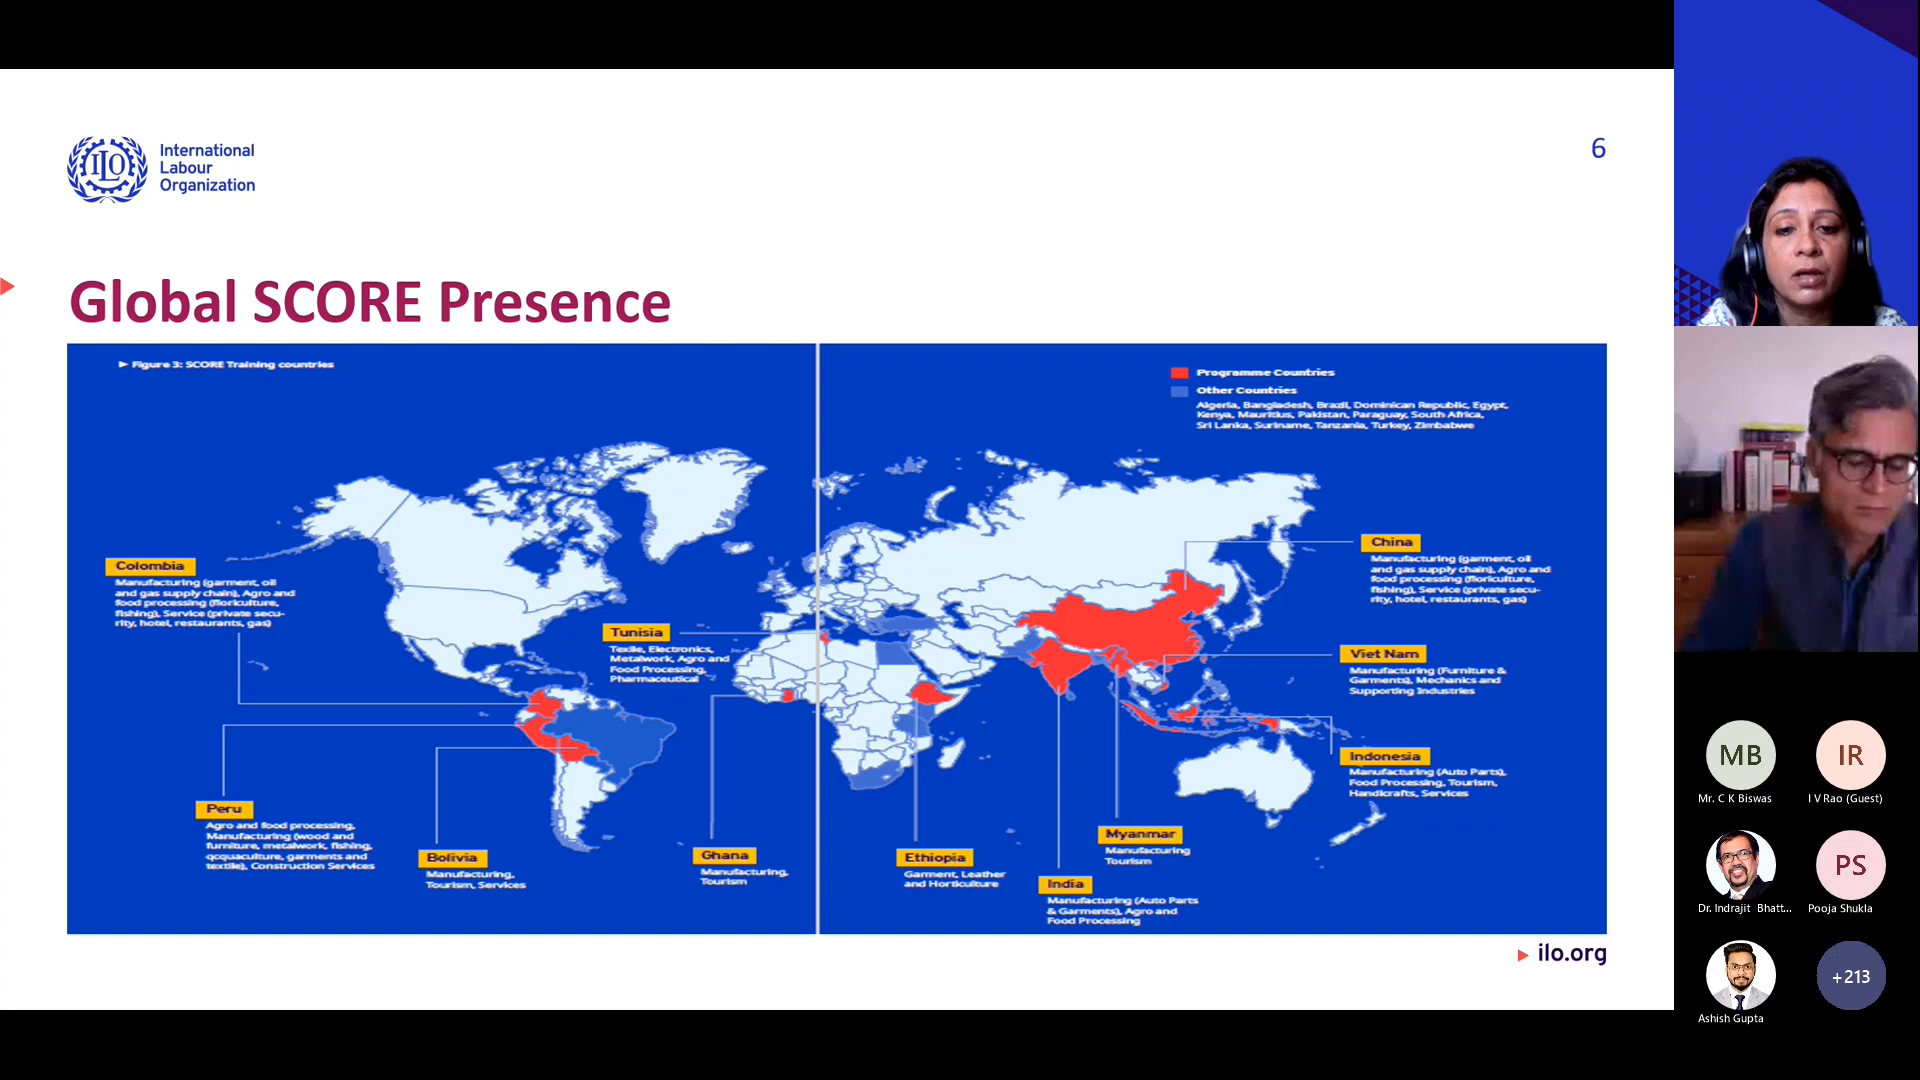 ILO
International
Labour
Organization
6
Global SCORE Presence
► Figure 3: SCORE Training countries
Programme Countries
Other Countries
Algeria, Bangladesh, Brazil, Dominican Republic, Egypt,
Kenya, Mauritius, Pakistan, Paraguay, South Africa,
Sri Lanka, Suriname, Tanzania, Turkey, Zimbabwe
Colombia
Manufacturing (garment, oil
and gas supply chain), Agro and
food processing (floriculture,
fishing), Service (private secu-
rity, hotel, restaurants, gas)
Tunisia
Texile, Electronics,
Metalwork, Agro and
Food Processing,
Pharmaceutical
China
Manufacturing (garment, oil
and gas supply chain), Agro and
food processing (floriculture,
fishing), Service (private secu-
rity, hotel, restaurants, gas)
Viet Nam
Manufacturing (Furniture &
Garments), Mechanics and
Supporting Industries
Indonesia
Manufacturing (Auto Parts),
Food Processing, Tourism,
Handicrafts, Services
Peru
Agro and food processing,
Manufacturing (wood and
furniture, metalwork, fishing,
qcquaculture, garments and
textile), Construction Services
Bolivia
Manufacturing,
Tourism, Services
Ghana
Manufacturing,
Tourism
Ethiopia
Garment, Leather
and Horticulture
Myanmar
Manufacturing
Tourism
India
Manufacturing (Auto Parts
& Garments), Agro and
Food Processing
ilo.org
MB
Mr. C K Biswas
IR
I V Rao (Guest)
Dr. Indrajit Bhatt...
PS
Pooja Shukla
Ashish Gupta
+213